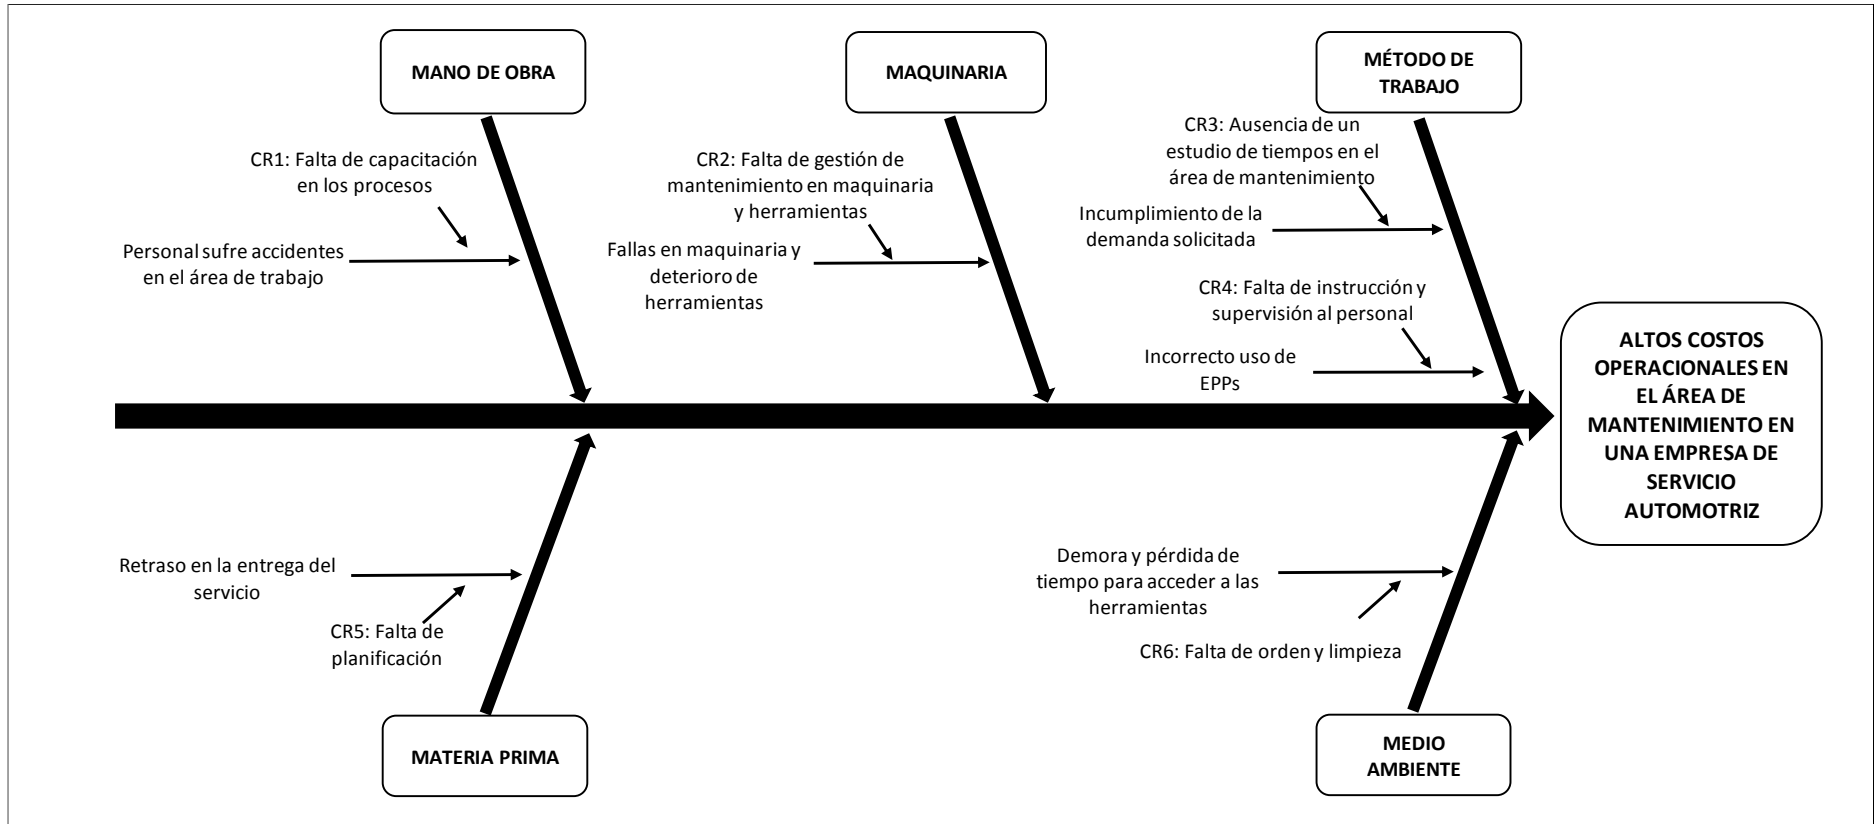 MANO DE OBRA
MAQUINARIA
MÉTODO DE
TRABAJO
CR1: Falta de capacitación
en los procesos
Personal sufre accidentes
en el área de trabajo
CR2: Falta de gestión de
mantenimiento en maquinaria
y herramientas
Fallas en maquinaria y
deterioro de
herramientas
CR3: Ausencia de un
estudio de tiempos en el
área de mantenimiento
Incumplimiento de la
demanda solicitada
CR4: Falta de instrucción y
supervisión al personal
Incorrecto uso de
EPPs
ALTOS COSTOS
OPERACIONALES EN
EL ÁREA DE
MANTENIMIENTO EN
UNA EMPRESA DE
SERVICIO
AUTOMOTRIZ
Retraso en la entrega del
servicio
CR5: Falta de
planificación
Demora y pérdida de
tiempo para acceder a las
herramientas
CR6: Falta de orden y limpieza
MATERIA PRIMA
MEDIO
AMBIENTE